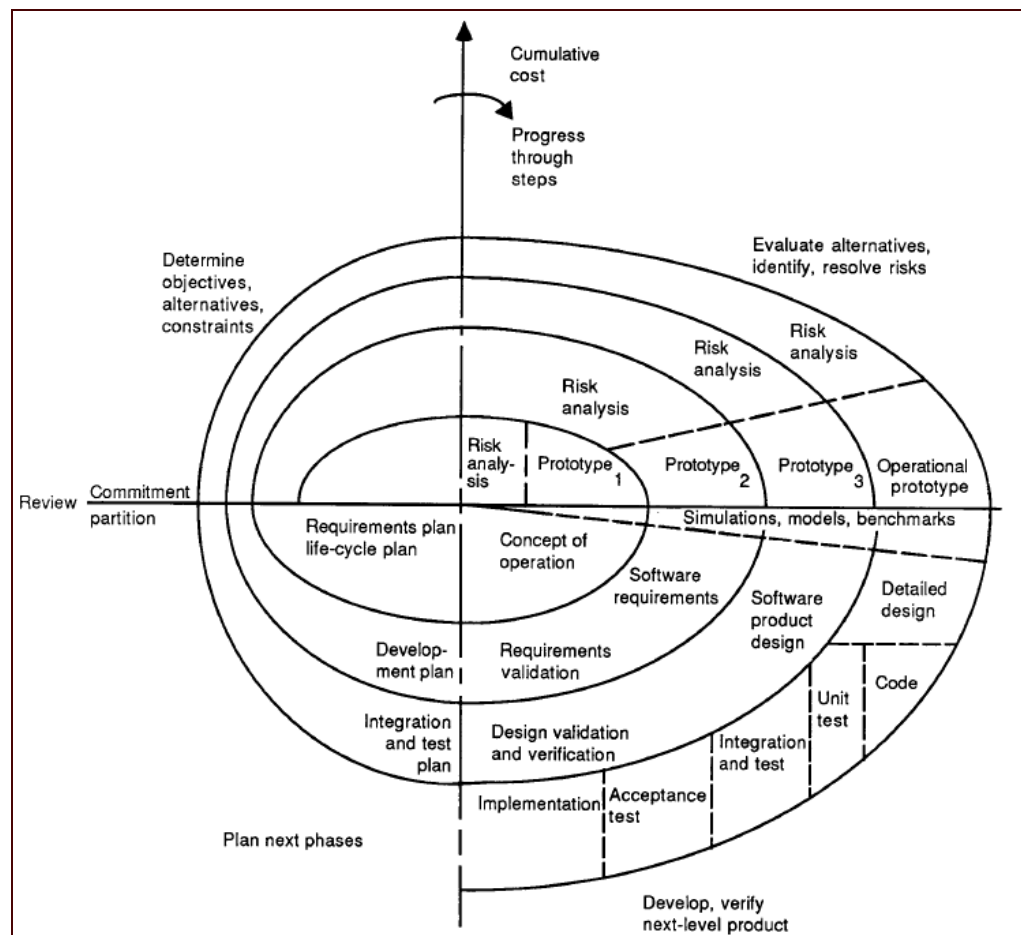 Cumulative
cost
Progress
through
steps
Determine
objectives,
alternatives,
constraints
Evaluate alternatives,
identify, resolve risks
Risk
analysis
Risk
analysis
Risk
analysis
Risk
analy-
sis
Prototype
1
Prototype
2
Prototype
3
Operational
prototype
Review
Commitment
partition
Simulations, models, benchmarks
Requirements plan
life-cycle plan
Concept of
operation
Software
requirements
Software
product
design
Detailed
design
Develop-
ment plan
Requirements
validation
Code
Unit
test
Integration
and test
plan
Design validation
and verification
Integration
and test
Acceptance
test
Implementation
Plan next phases
Develop, verify
next-level product